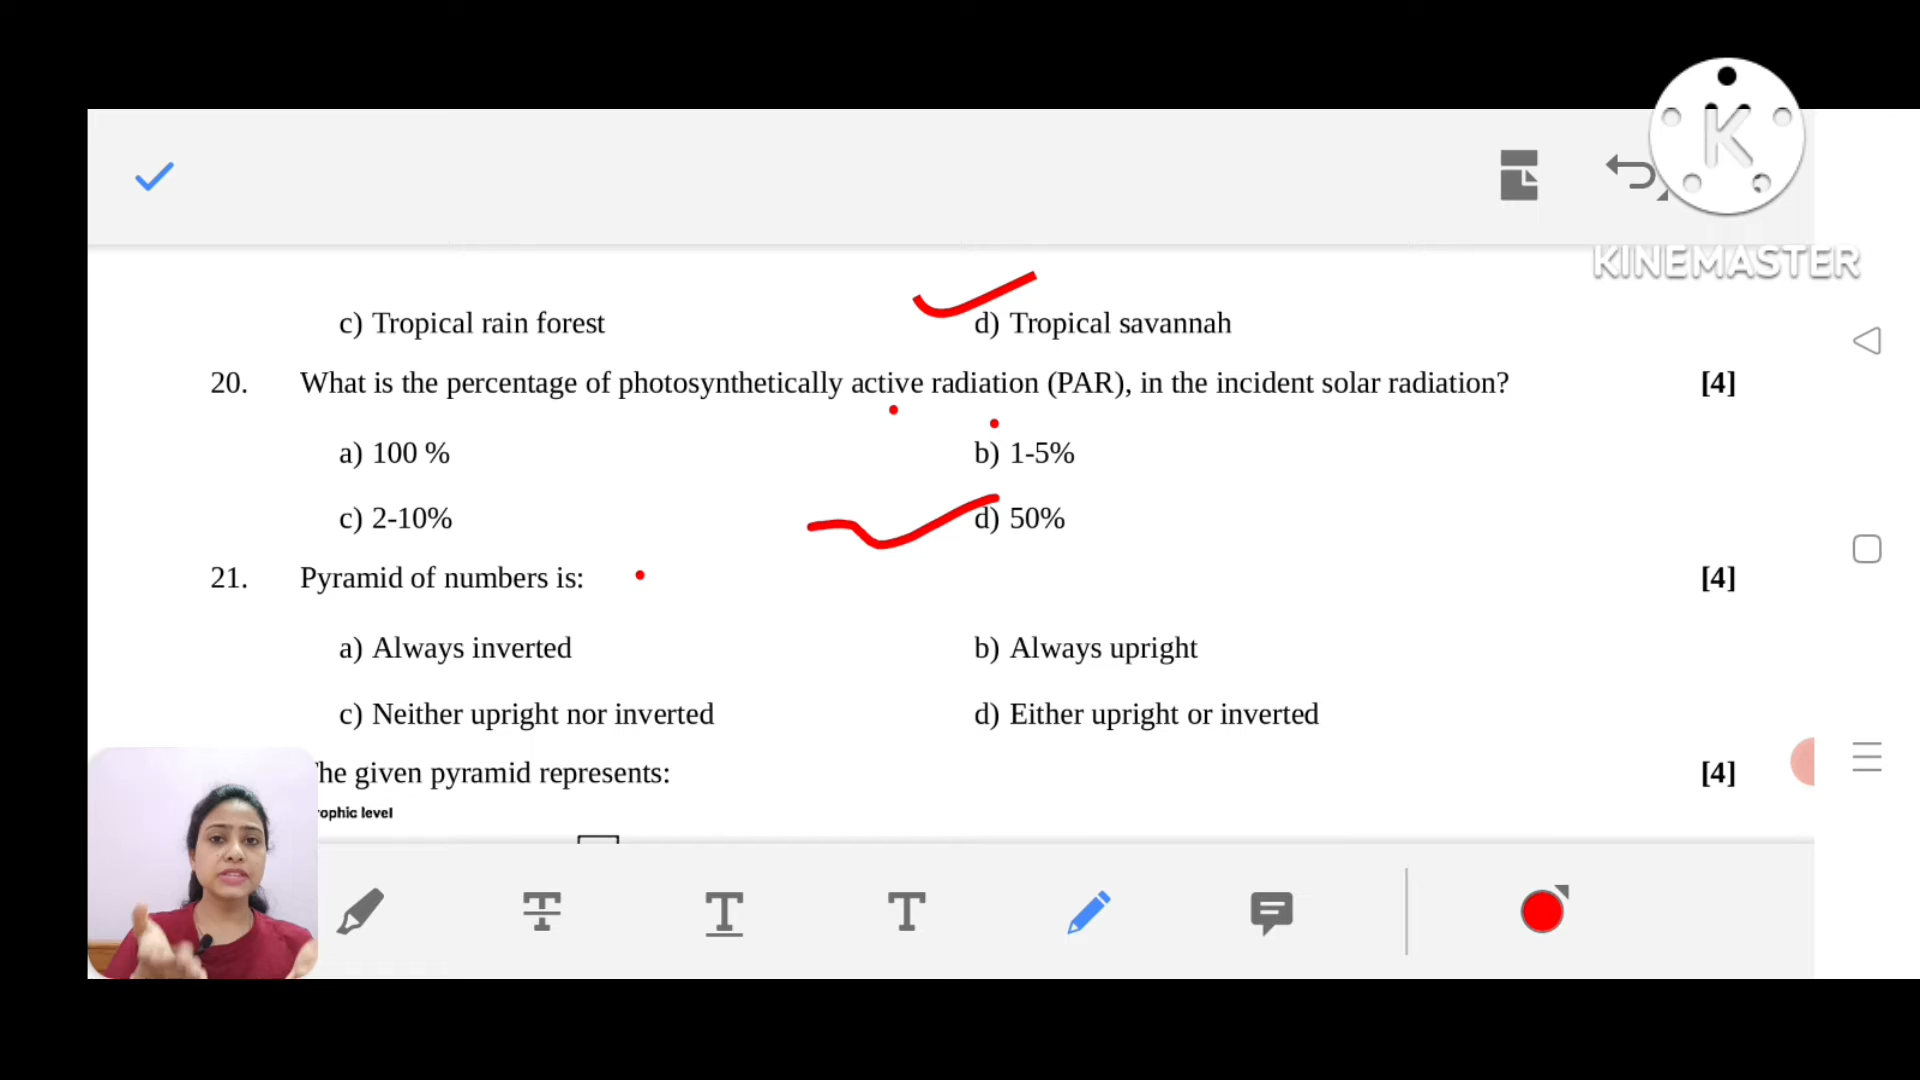 K
KINEMASTER
c) Tropical rain forest d) Tropical savannah
20. What is the percentage of photosynthetically active radiation (PAR), in the incident solar radiation? [4]
a) 100 % b) 1-5%
c) 2-10% d) 50%
21. Pyramid of numbers is: [4]
a) Always inverted b) Always upright
c) Neither upright nor inverted d) Either upright or inverted
he given pyramid represents: [4]
rophic level
T T T